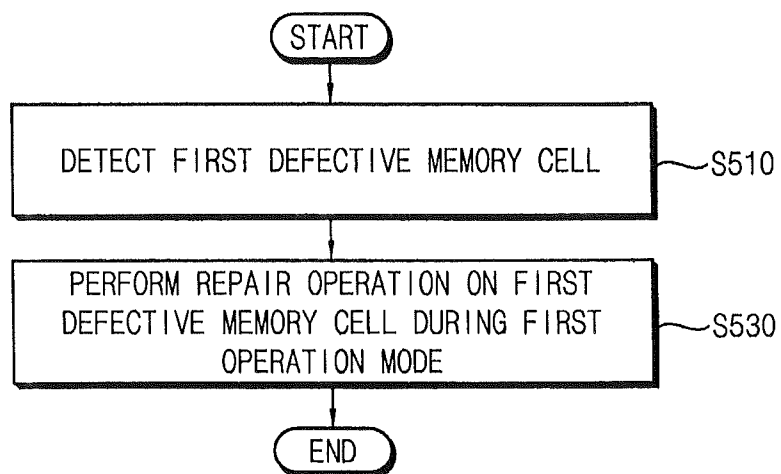 START
DETECT FIRST DEFECTIVE MEMORY CELL
S510
PERFORM REPAIR OPERATION ON FIRST
DEFECTIVE MEMORY CELL DURING FIRST
OPERATION MODE
S530
END